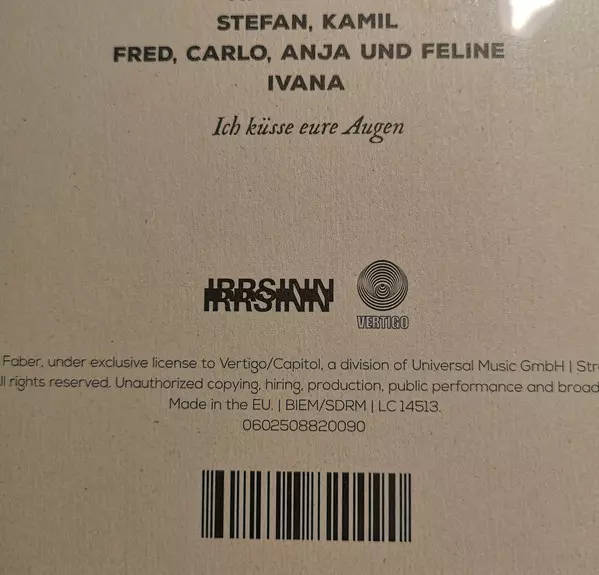 STEFAN, KAMIL
FRED, CARLO, ANJA UND FELINE
IVANA
Ich küsse eure Augen
IRRSINN
VERTIGO
Faber, under exclusive license to Vertigo/Capitol, a division of Universal Music GmbH |
rights reserved. Unauthorized copying, hiring, production, public performance and
Made in the EU. | BIEM/SDRM | LC 14513.
0602508820090